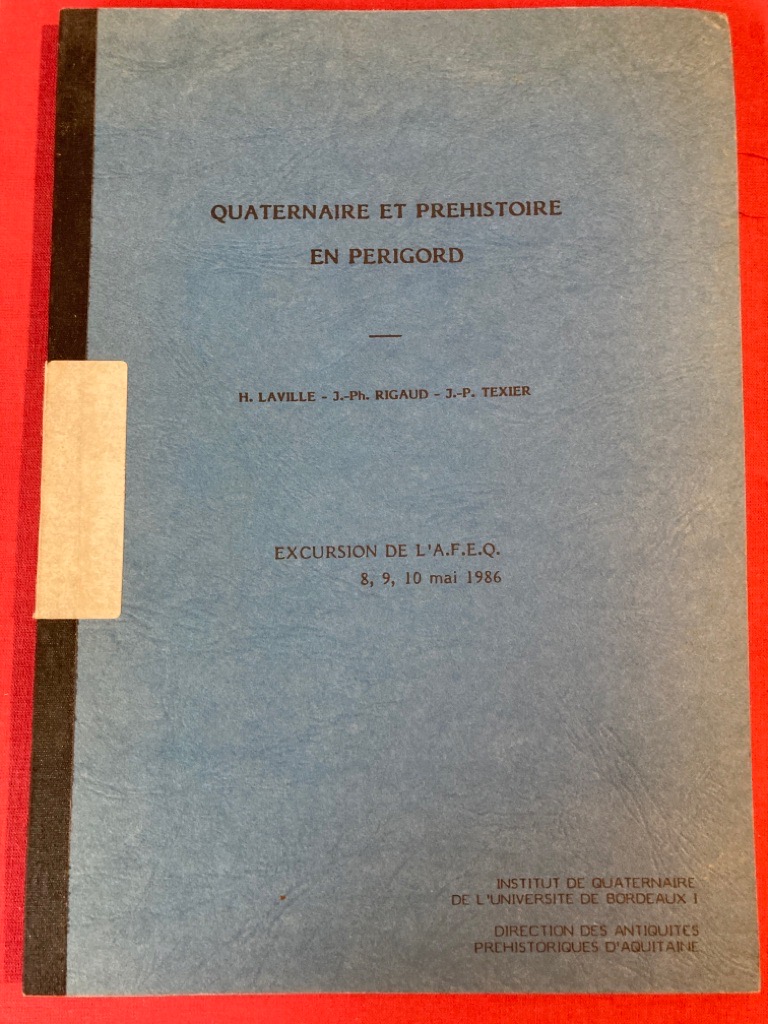 QUATERNAIRE ET PREHISTOIRE
EN PERIGORD
H. LAVILLE - J.-Ph. RIGAUD - J.-P. TEXIER
EXCURSION DE L'A.F.E.Q.
8, 9, 10 mai 1986
INSTITUT DE QUATERNAIRE
DE L'UNIVERSITE DE BORDEAUX I
DIRECTION DES ANTIQUITES
PREHISTORIQUES D'AQUITAINE